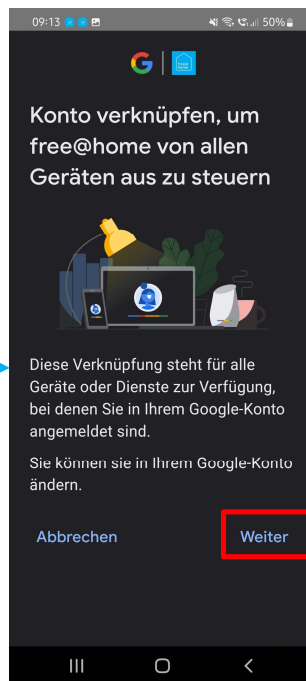 09:13 50%
Konto verknüpfen, um
free@home von allen
Geräten aus zu steuern
Diese Verknüpfung steht für alle
Geräte oder Dienste zur Verfügung,
bei denen Sie in Ihrem Google-Konto
angemeldet sind.
Sie können sie in Ihrem Google-Konto
ändern.
Abbrechen Weiter